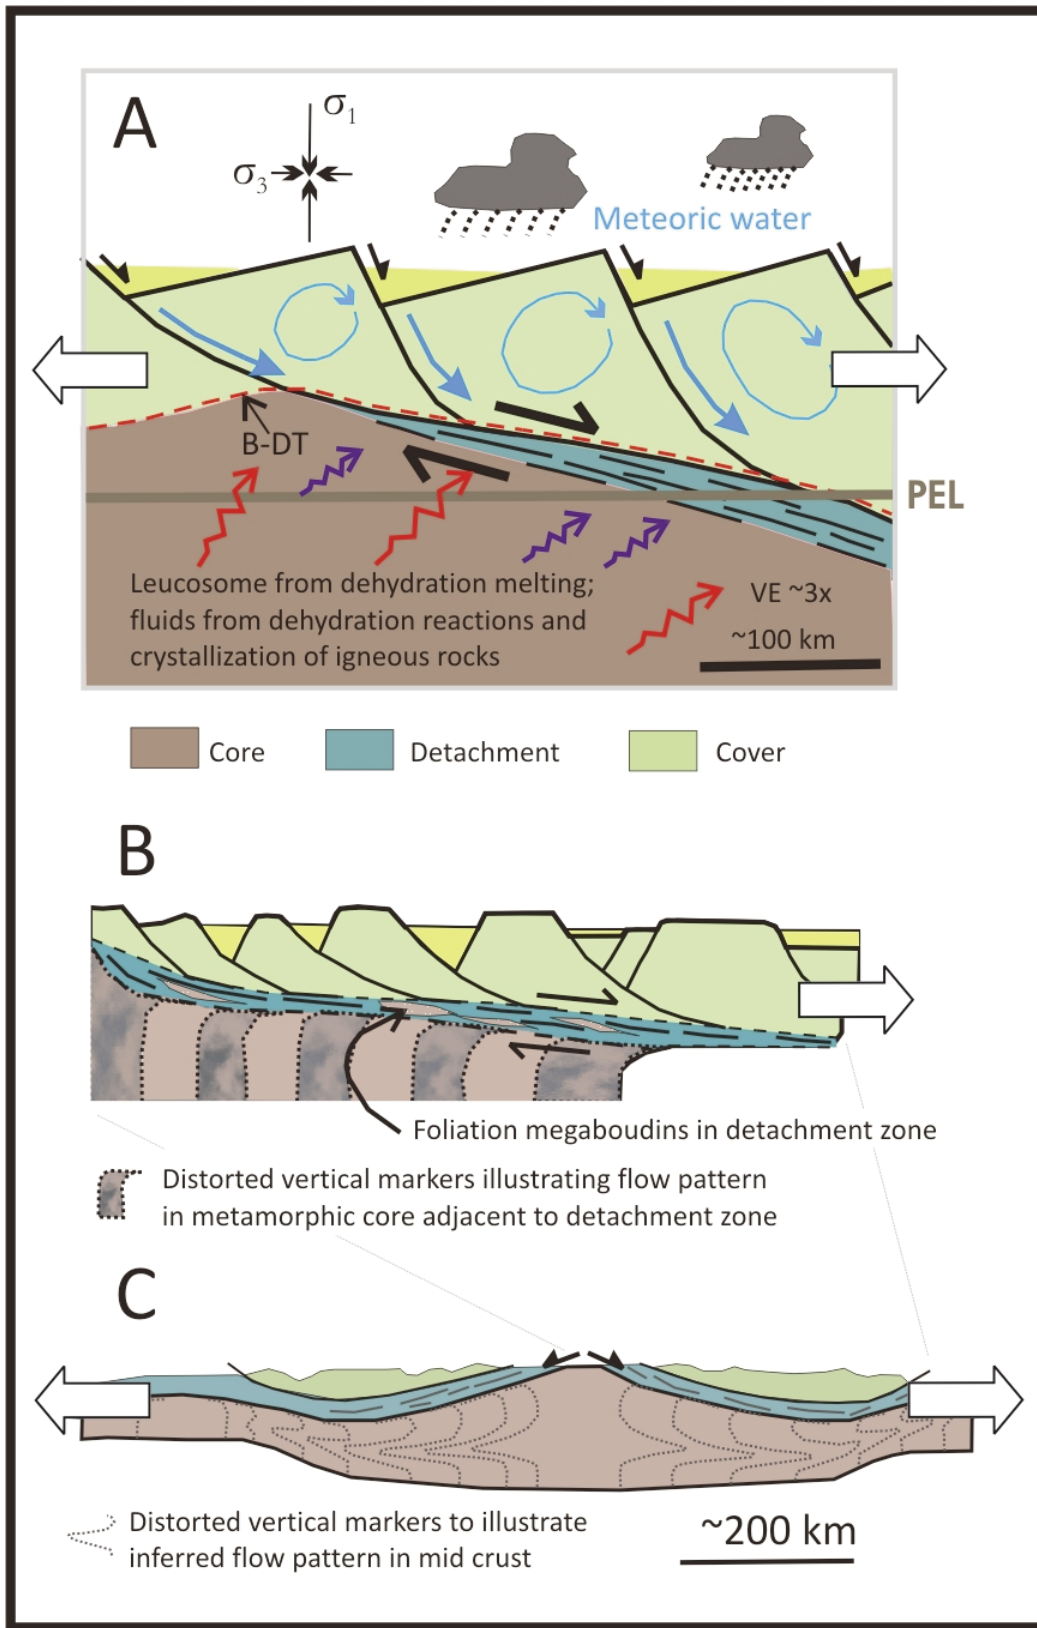 A
σ1
σ3
Meteoric water
B-DT
PEL
Leucosome from dehydration melting;
fluids from dehydration reactions and
crystallization of igneous rocks
VE ~3x
~100 km
Core
Detachment
Cover
B
Foliation megaboudins in detachment zone
Distorted vertical markers illustrating flow pattern
in metamorphic core adjacent to detachment zone
C
Distorted vertical markers to illustrate
inferred flow pattern in mid crust
~200 km